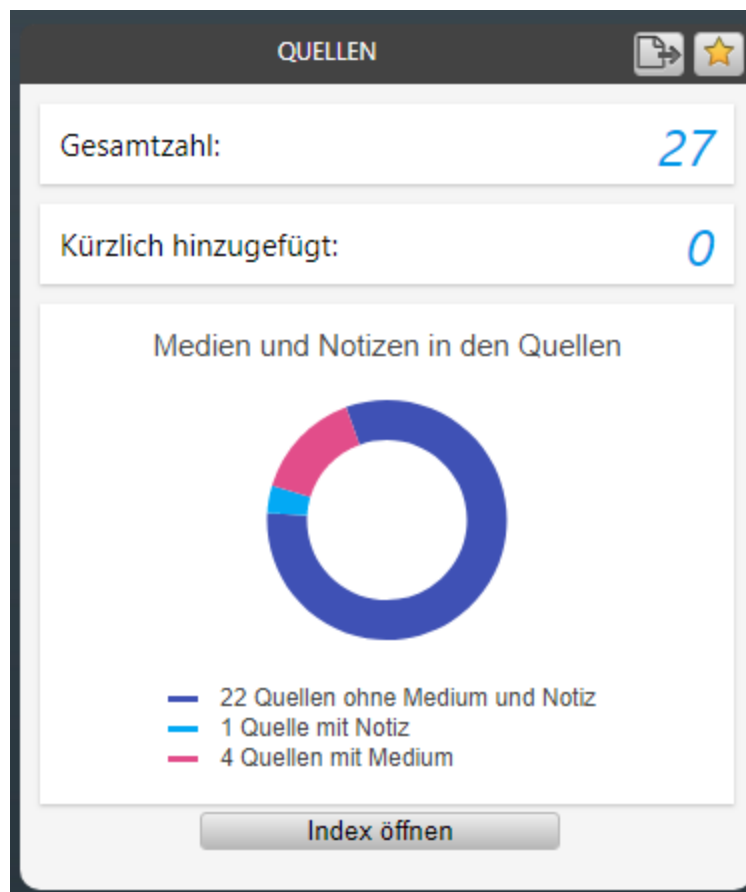 QUELLEN
Gesamtzahl: 27
Kürzlich hinzugefügt: 0
Medien und Notizen in den Quellen
22 Quellen ohne Medium und Notiz
1 Quelle mit Notiz
4 Quellen mit Medium
Index öffnen